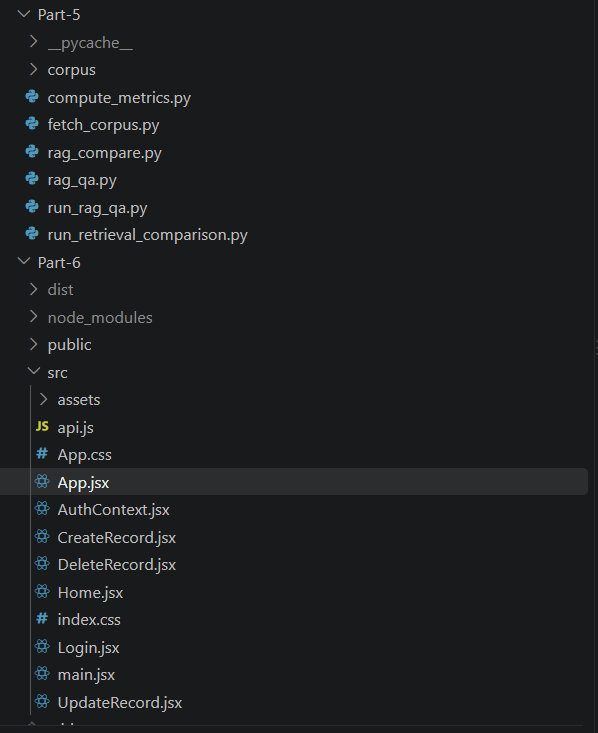 Part-5
__pycache__
corpus
compute_metrics.py
fetch_corpus.py
rag_compare.py
rag_qa.py
run_rag_qa.py
run_retrieval_comparison.py
Part-6
dist
node_modules
public
src
assets
JS api.js
# App.css
App.jsx
AuthContext.jsx
CreateRecord.jsx
DeleteRecord.jsx
Home.jsx
# index.css
Login.jsx
main.jsx
UpdateRecord.jsx